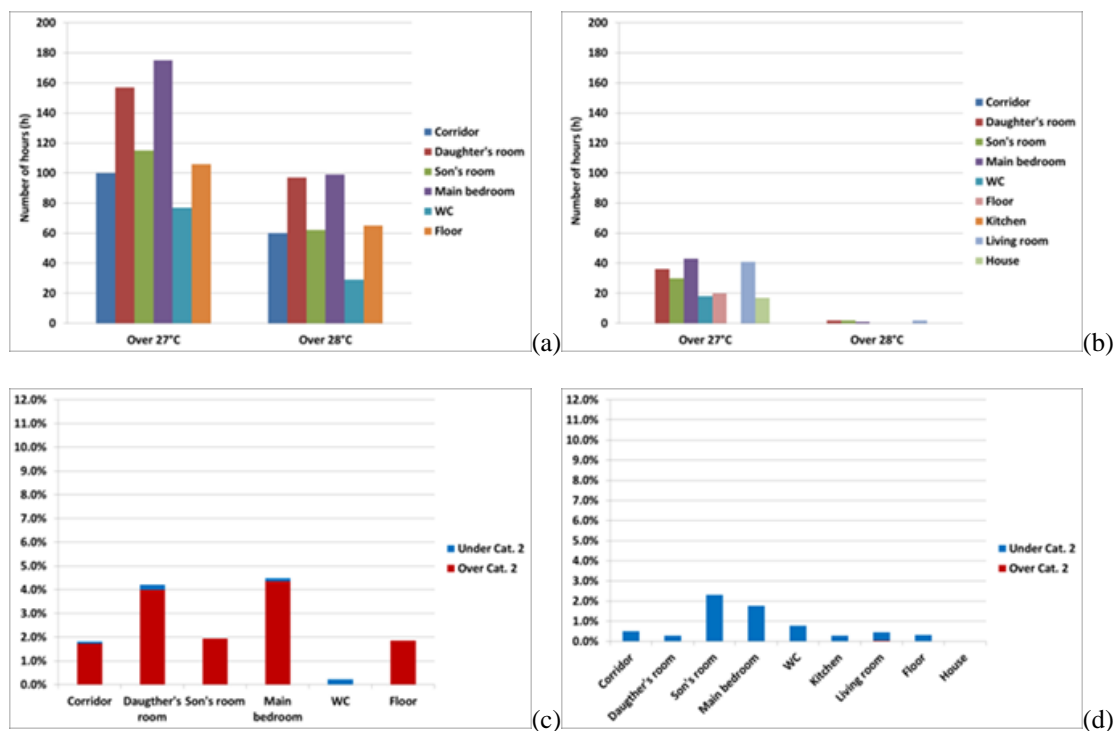 200
180
160
140
120
100
80
60
40
20
0
Number of hours (h)
Over 27°C
Over 28°C
Corridor
Daughter's room
Son's room
Main bedroom
WC
Floor
(a)
200
180
160
140
120
100
80
60
40
20
0
Number of hours (h)
Over 27°C
Over 28°C
Corridor
Daughter's room
Son's room
Main bedroom
WC
Floor
Kitchen
Living room
House
(b)
12.0%
11.0%
10.0%
9.0%
8.0%
7.0%
6.0%
5.0%
4.0%
3.0%
2.0%
1.0%
0.0%
Corridor
Daugther's
room
Son's room
Main
bedroom
WC
Floor
Under Cat. 2
Over Cat. 2
(c)
12.0%
11.0%
10.0%
9.0%
8.0%
7.0%
6.0%
5.0%
4.0%
3.0%
2.0%
1.0%
0.0%
Corridor
Daugther's room
Son's room
Main bedroom
WC
Kitchen
Living room
Floor
House
Under Cat. 2
Over Cat. 2
(d)